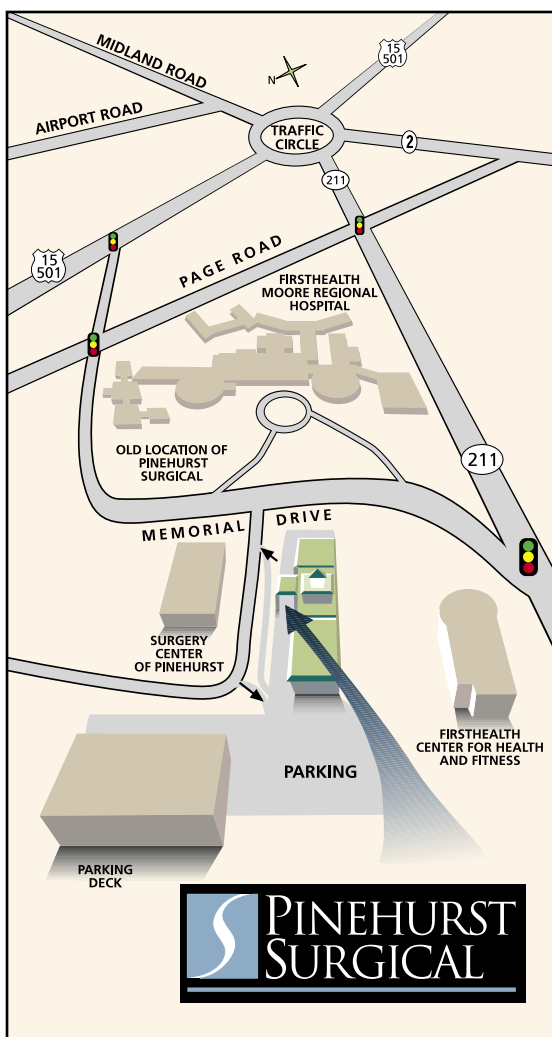 MIDLAND ROAD
15
501
N
AIRPORT ROAD
TRAFFIC
CIRCLE
2
211
15
501
PAGE ROAD
FIRSTHEALTH
MOORE REGIONAL
HOSPITAL
OLD LOCATION OF
PINEHURST
SURGICAL
211
MEMORIAL DRIVE
SURGERY
CENTER
OF PINEHURST
FIRSTHEALTH
CENTER FOR HEALTH
AND FITNESS
PARKING
PARKING
DECK
PINEHURST
SURGICAL